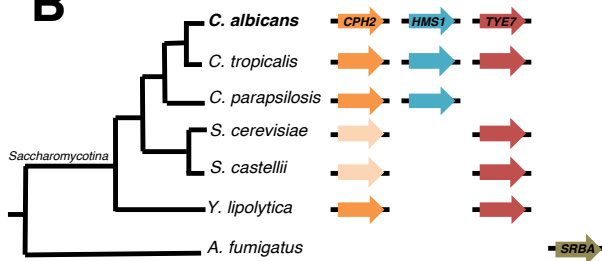 B
C. albicans CPH2 HMS1 TYE7
C. tropicalis
C. parapsilosis
S. cerevisiae
Saccharomycotina
S. castellii
Y. lipolytica
A. fumigatus SRBA